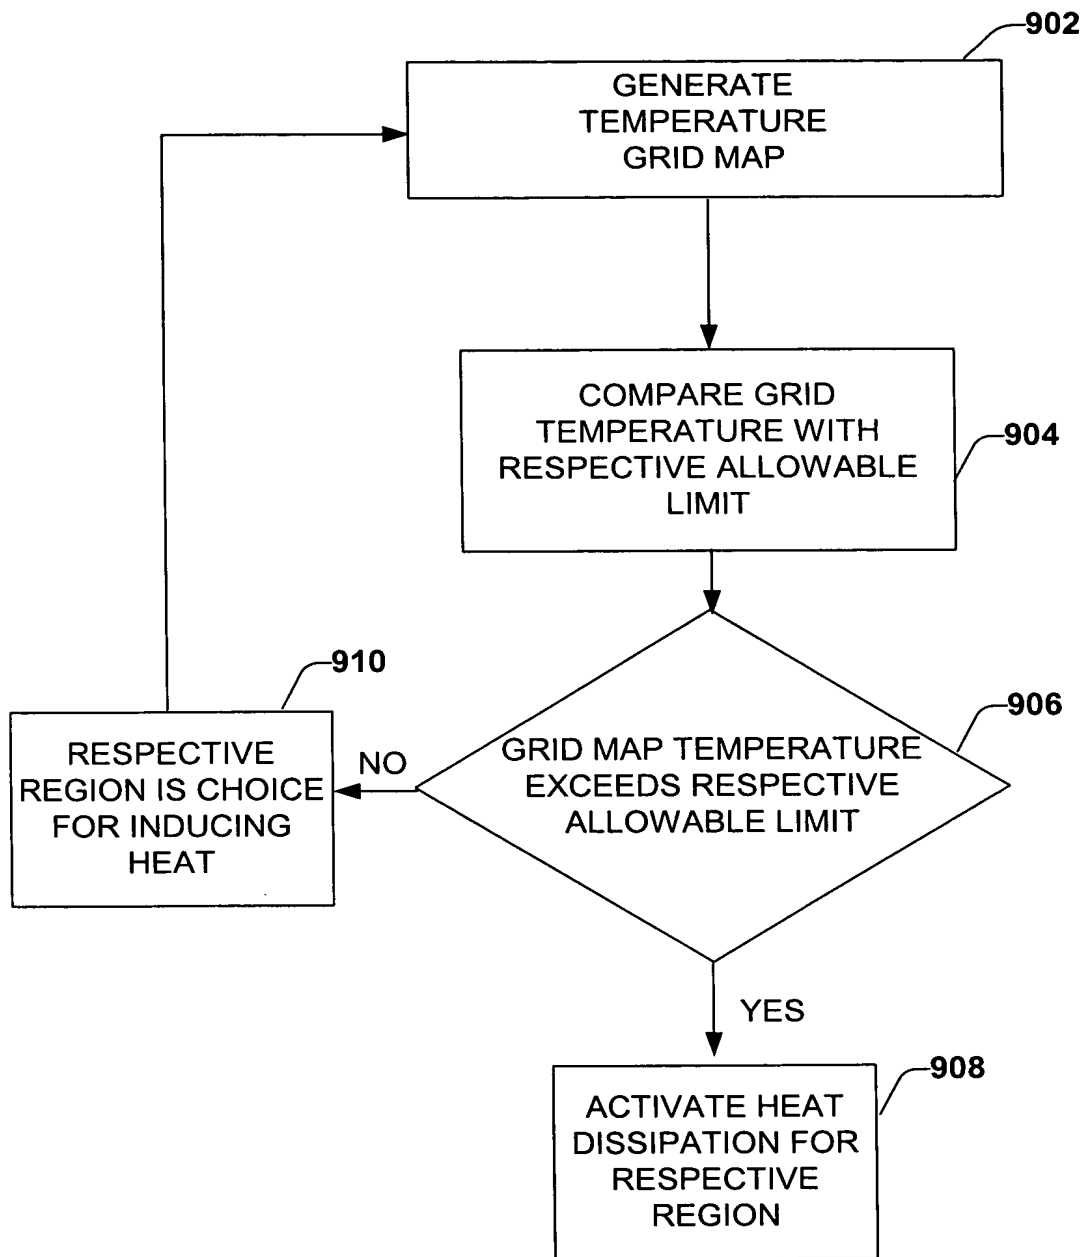 902
GENERATE
TEMPERATURE
GRID MAP
COMPARE GRID
TEMPERATURE WITH
RESPECTIVE ALLOWABLE
LIMIT
904
910
906
RESPECTIVE
REGION IS CHOICE
FOR INDUCING
HEAT
NO
GRID MAP TEMPERATURE
EXCEEDS RESPECTIVE
ALLOWABLE LIMIT
YES
908
ACTIVATE HEAT
DISSIPATION FOR
RESPECTIVE
REGION